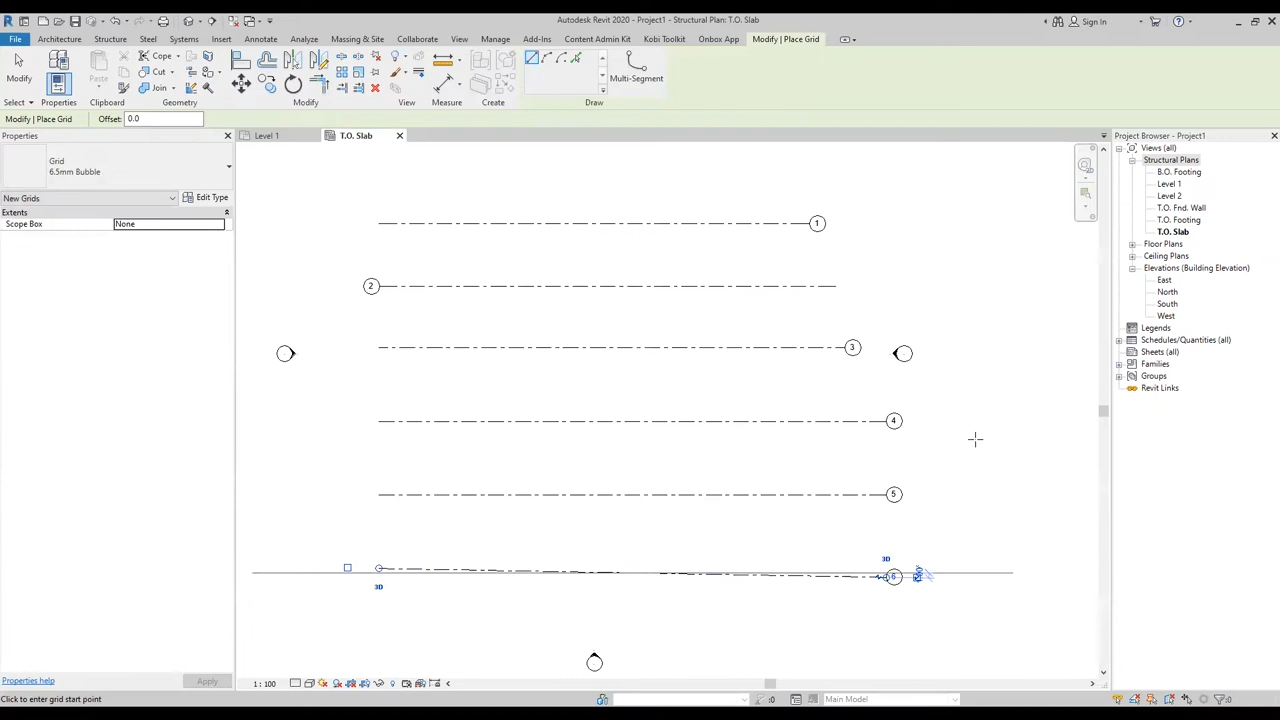 Autodesk Revit 2020 - Project1 - Structural Plan: T.O. Slab
Sign In
File Architecture Structure Steel Systems Insert Annotate Analyze Massing & Site Collaborate View Manage Add-Ins Content Admin Kit Kobi Toolkit Onbox App Modify | Place Grid
Modify Paste Cope Cut Join Multi-Segment
Select Properties Clipboard Geometry Modify View Measure Create Draw
Modify | Place Grid Offset: 0.0
Properties
Level 1
T.O. Slab
Project Browser - Project1
Grid
6.5mm Bubble
New Grids Edit Type
Extents
Scope Box None
Views (all)
Structural Plans
B.O. Footing
Level 1
Level 2
T.O. Fnd. Wall
T.O. Footing
T.O. Slab
Floor Plans
Ceiling Plans
Elevations (Building Elevation)
East
North
South
West
Legends
Schedules/Quantities (all)
Sheets (all)
Families
Groups
Revit Links
1
2
3
4
5
3D
6
3D
Properties help Apply
1 : 100
Click to enter grid start point
:0
Main Model
:0